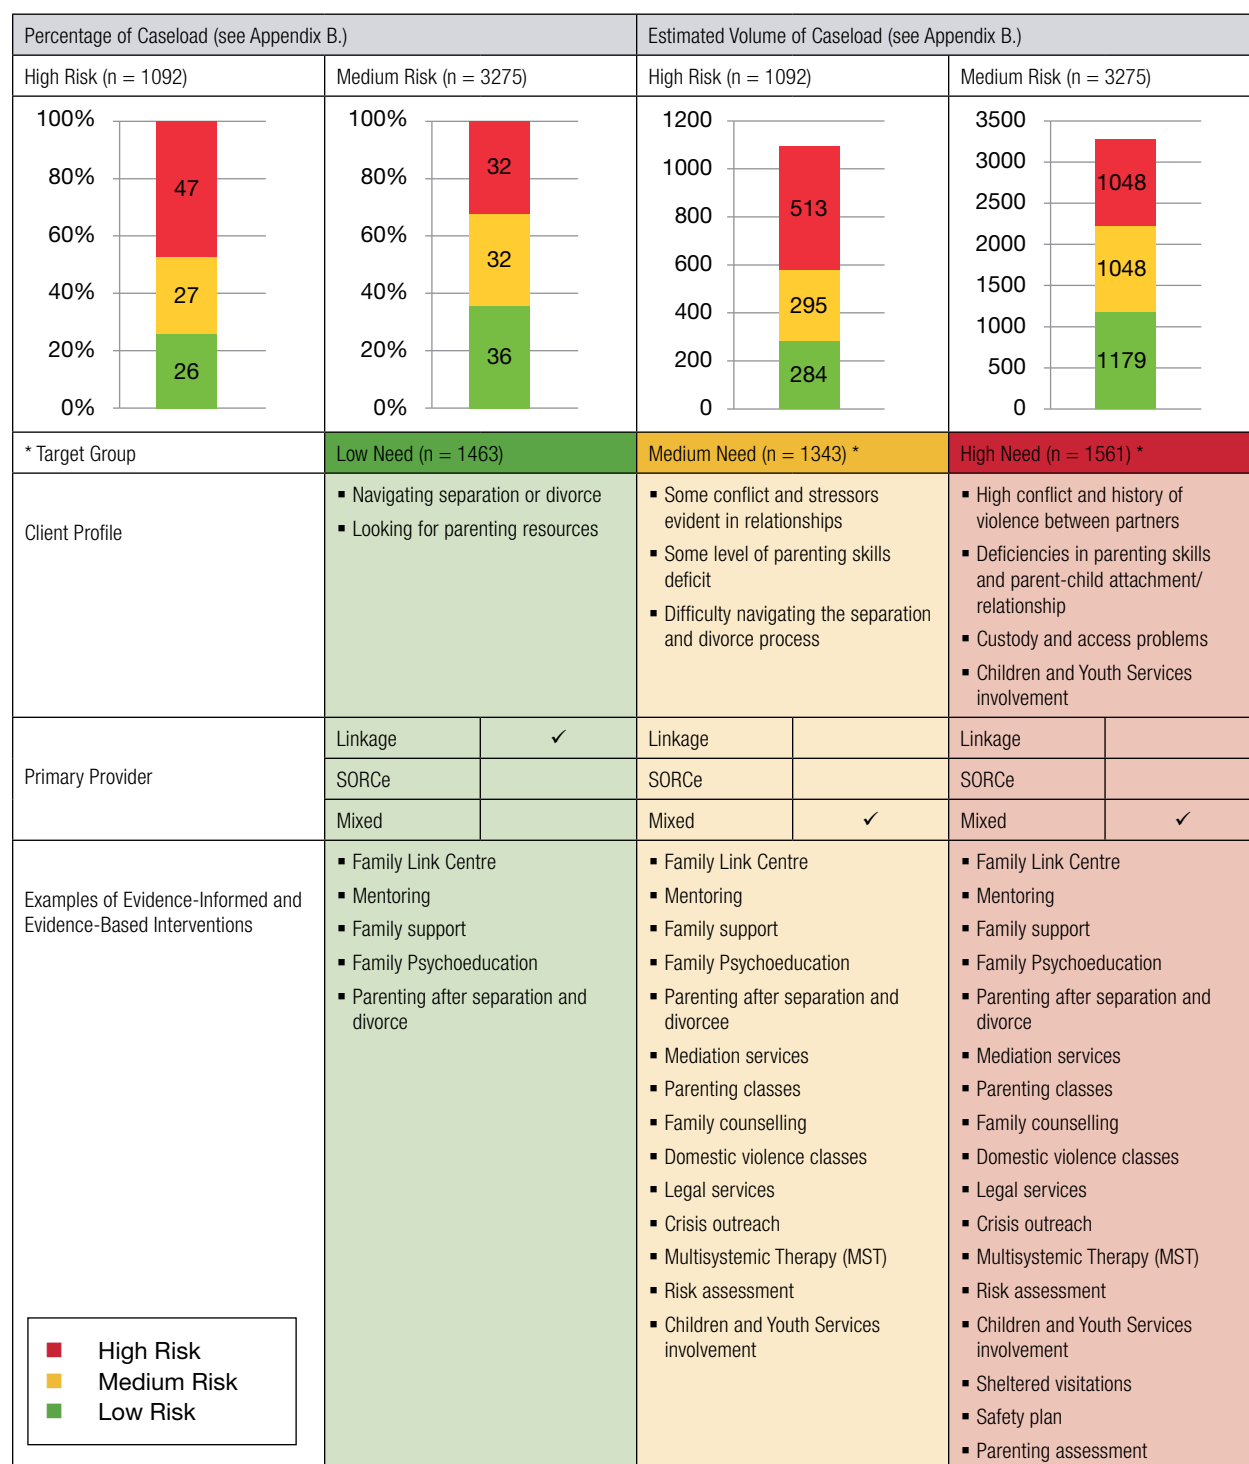 Percentage of Caseload (see Appendix B.)
Estimated Volume of Caseload (see Appendix B.)
High Risk (n = 1092)
Medium Risk (n = 3275)
High Risk (n = 1092)
Medium Risk (n = 3275)
100%
80%
60%
40%
20%
0%
47
27
26
100%
80%
60%
40%
20%
0%
32
32
36
1200
1000
800
600
400
200
0
513
295
284
3500
3000
2500
2000
1500
1000
500
0
1048
1048
1179
* Target Group
Low Need (n = 1463)
Medium Need (n = 1343) *
High Need (n = 1561) *
Client Profile
▪ Navigating separation or divorce
▪ Looking for parenting resources
▪ Some conflict and stressors
evident in relationships
▪ Some level of parenting skills
deficit
▪ Difficulty navigating the separation
and divorce process
▪ High conflict and history of
violence between partners
▪ Deficiencies in parenting skills
and parent-child attachment/
relationship
▪ Custody and access problems
▪ Children and Youth Services
involvement
Primary Provider
Linkage ✓
SORCe
Mixed
Linkage
SORCe
Mixed ✓
Linkage
SORCe
Mixed ✓
Examples of Evidence-Informed and
Evidence-Based Interventions
▪ Family Link Centre
▪ Mentoring
▪ Family support
▪ Family Psychoeducation
▪ Parenting after separation and
divorce
▪ Family Link Centre
▪ Mentoring
▪ Family support
▪ Family Psychoeducation
▪ Parenting after separation and
divorcee
▪ Mediation services
▪ Parenting classes
▪ Family counselling
▪ Domestic violence classes
▪ Legal services
▪ Crisis outreach
▪ Multisystemic Therapy (MST)
▪ Risk assessment
▪ Children and Youth Services
involvement
▪ Family Link Centre
▪ Mentoring
▪ Family support
▪ Family Psychoeducation
▪ Parenting after separation and
divorce
▪ Mediation services
▪ Parenting classes
▪ Family counselling
▪ Domestic violence classes
▪ Legal services
▪ Crisis outreach
▪ Multisystemic Therapy (MST)
▪ Risk assessment
▪ Children and Youth Services
involvement
▪ Sheltered visitations
▪ Safety plan
▪ Parenting assessment
High Risk
Medium Risk
Low Risk